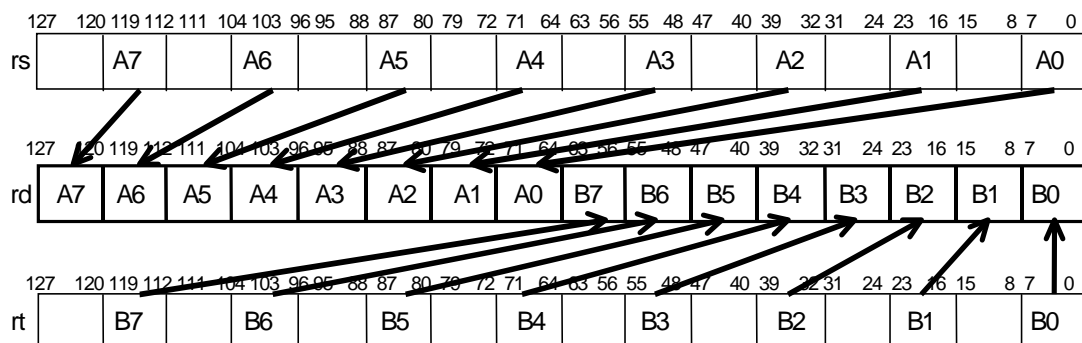 127 120 119 112 111 104 103 96 95 88 87 80 79 72 71 64 63 56 55 48 47 40 39 32 31 24 23 16 15 8 7 0
rs A7 A6 A5 A4 A3 A2 A1 A0
127 120 119 112 111 104 103 96 95 88 87 80 79 72 71 64 63 56 55 48 47 40 39 32 31 24 23 16 15 8 7 0
rd A7 A6 A5 A4 A3 A2 A1 A0 B7 B6 B5 B4 B3 B2 B1 B0
127 120 119 112 111 104 103 96 95 88 87 80 79 72 71 64 63 56 55 48 47 40 39 32 31 24 23 16 15 8 7 0
rt B7 B6 B5 B4 B3 B2 B1 B0